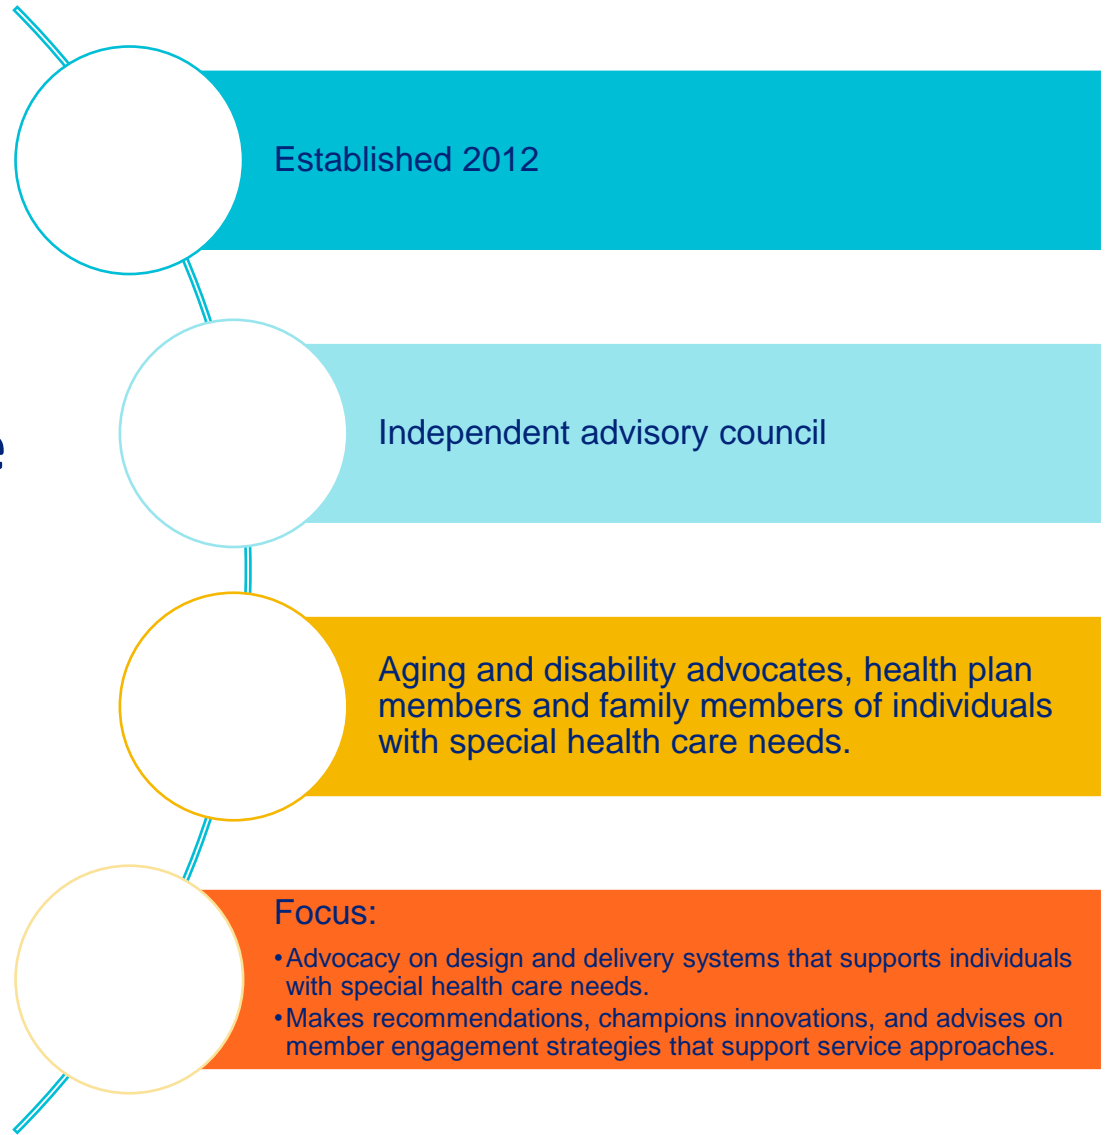 Established 2012
Independent advisory council
e
Aging and disability advocates, health plan
members and family members of individuals
with special health care needs.
Focus:
•Advocacy on design and delivery systems that supports individuals
with special health care needs.
•Makes recommendations, champions innovations, and advises on
member engagement strategies that support service approaches.